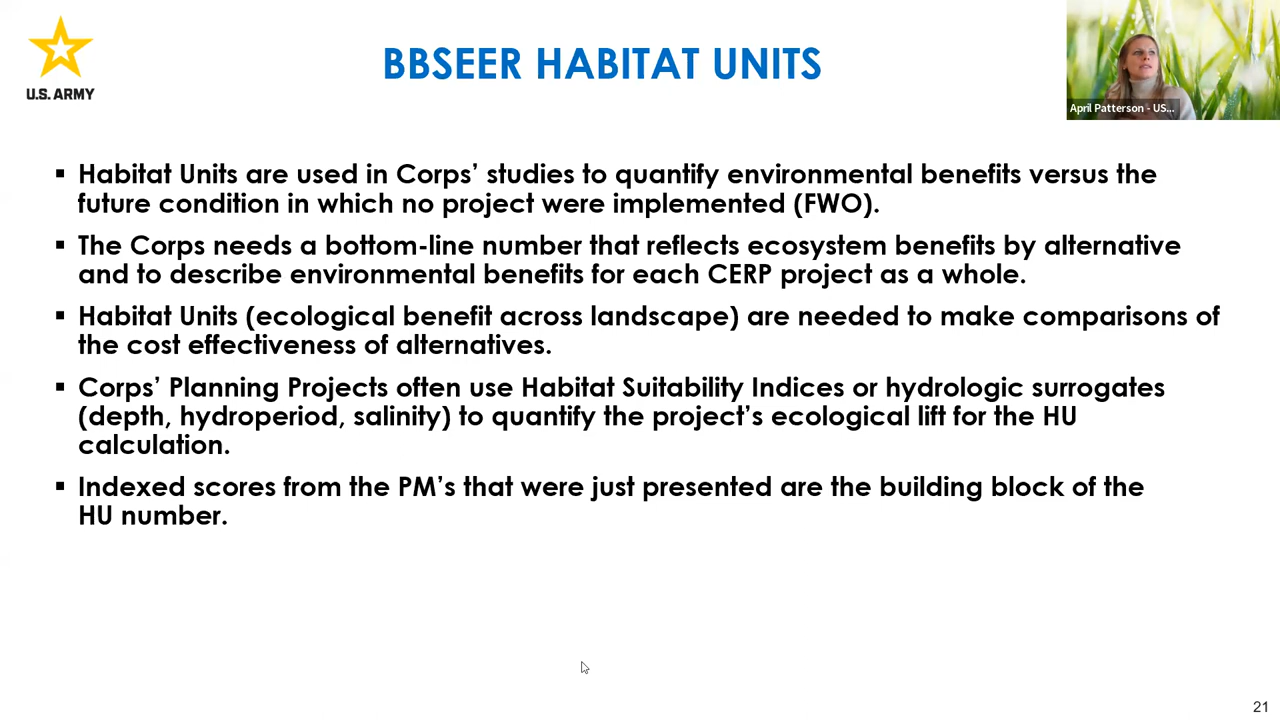 BBSEER HABITAT UNITS
U.S. ARMY
April Patterson - US...
▪ Habitat Units are used in Corps’ studies to quantify environmental benefits versus the
future condition in which no project were implemented (FWO).
▪ The Corps needs a bottom-line number that reflects ecosystem benefits by alternative
and to describe environmental benefits for each CERP project as a whole.
▪ Habitat Units (ecological benefit across landscape) are needed to make comparisons of
the cost effectiveness of alternatives.
▪ Corps’ Planning Projects often use Habitat Suitability Indices or hydrologic surrogates
(depth, hydroperiod, salinity) to quantify the project’s ecological lift for the HU
calculation.
▪ Indexed scores from the PM’s that were just presented are the building block of the
HU number.
21